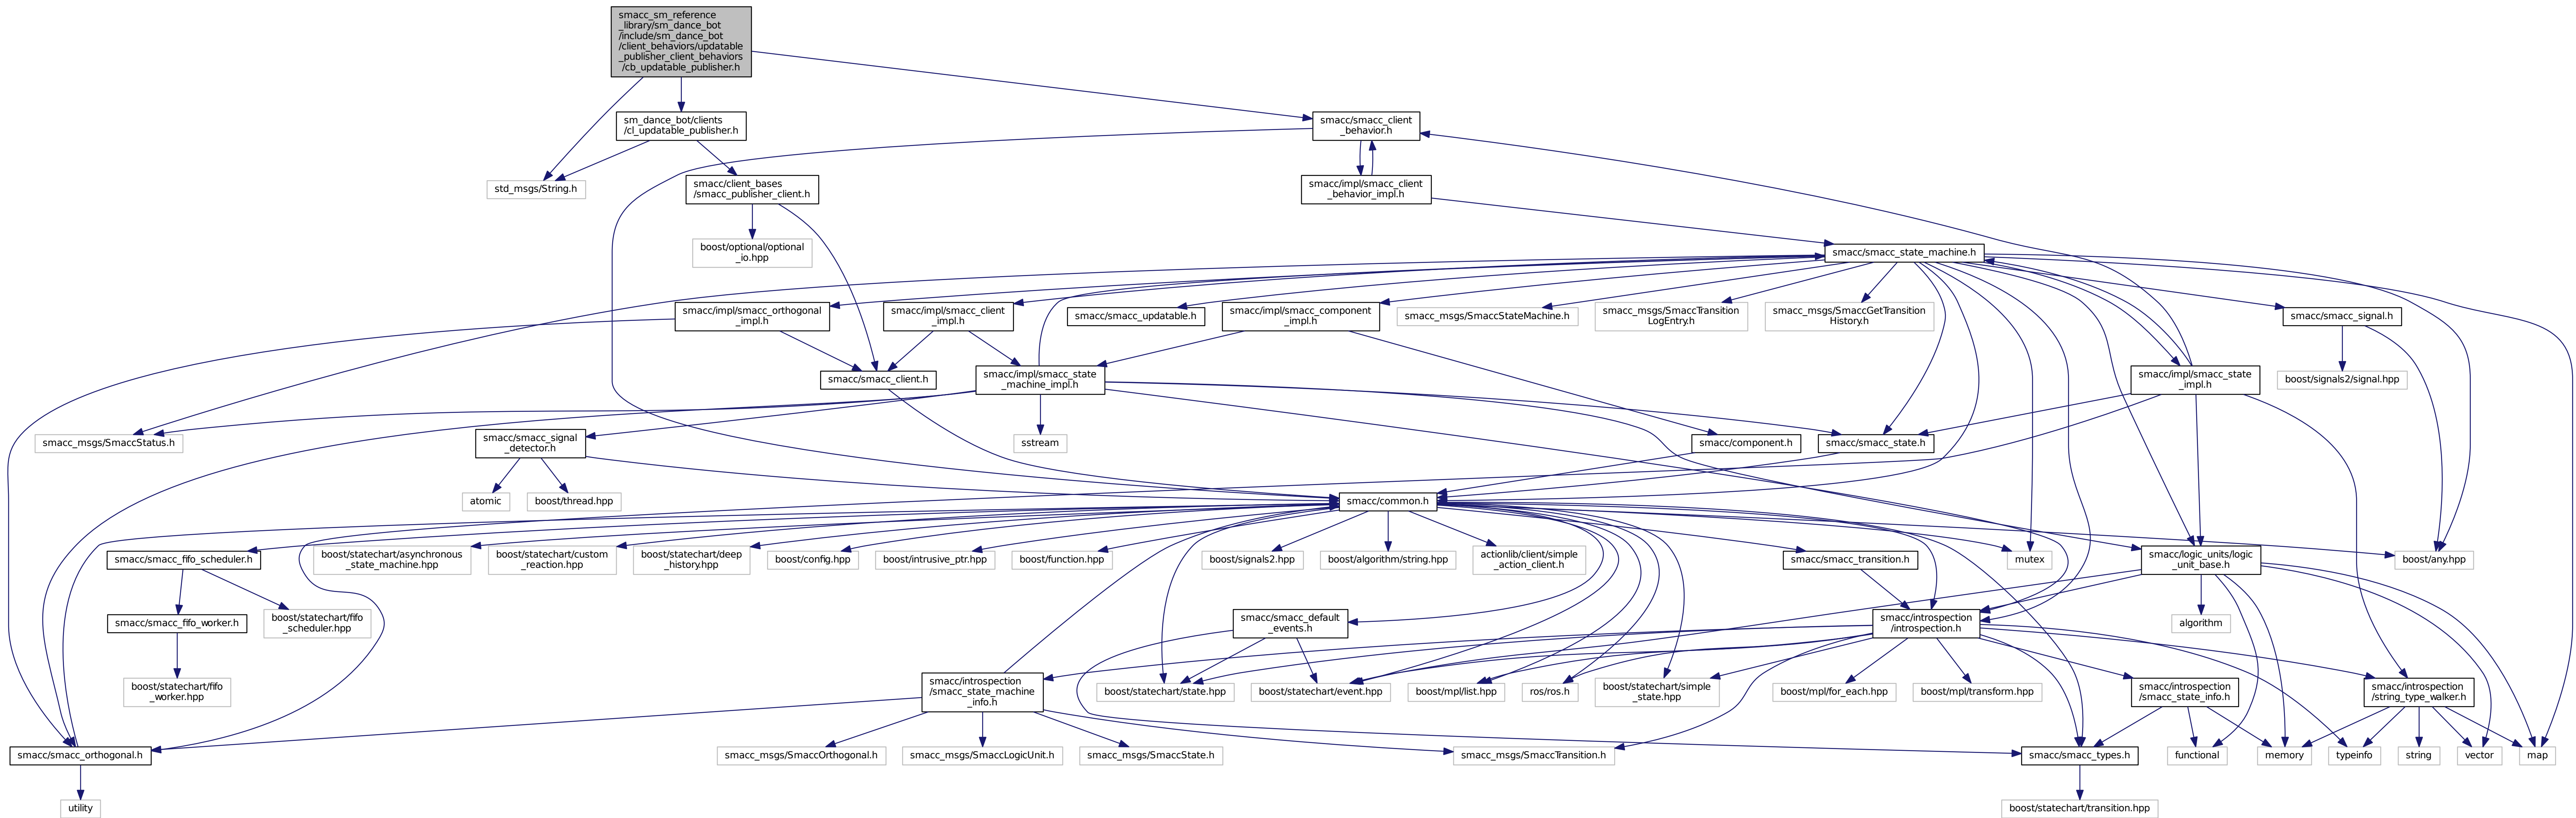 smacc_sm_reference
_library/sm_dance_bot
/include/sm_dance_bot
/client_behaviors/updatable
_publisher_client_behaviors
/cb_updatable_publisher.h
sm_dance_bot/clients
/cl_updatable_publisher.h
smacc/smacc_client
_behavior.h
std_msgs/String.h
smacc/client_bases
/smacc_publisher_client.h
smacc/impl/smacc_client
_behavior_impl.h
boost/optional/optional
_io.hpp
smacc/smacc_state_machine.h
smacc/impl/smacc_orthogonal
_impl.h
smacc/impl/smacc_client
_impl.h
smacc/smacc_updatable.h
smacc/impl/smacc_component
_impl.h
smacc_msgs/SmaccStateMachine.h
smacc_msgs/SmaccTransition
LogEntry.h
smacc_msgs/SmaccGetTransition
History.h
smacc/smacc_signal.h
smacc/smacc_client.h
smacc/impl/smacc_state
_machine_impl.h
smacc/impl/smacc_state
_impl.h
boost/signals2/signal.hpp
smacc_msgs/SmaccStatus.h
smacc/smacc_signal
_detector.h
sstream
smacc/component.h
smacc/smacc_state.h
atomic
boost/thread.hpp
smacc/common.h
smacc/smacc_fifo_scheduler.h
boost/statechart/asynchronous
_state_machine.hpp
boost/statechart/custom
_reaction.hpp
boost/statechart/deep
_history.hpp
boost/config.hpp
boost/intrusive_ptr.hpp
boost/function.hpp
boost/signals2.hpp
boost/algorithm/string.hpp
actionlib/client/simple
_action_client.h
smacc/smacc_transition.h
mutex
smacc/logic_units/logic
_unit_base.h
boost/any.hpp
smacc/smacc_fifo_worker.h
boost/statechart/fifo
_scheduler.hpp
smacc/smacc_default
_events.h
smacc/introspection
/introspection.h
algorithm
boost/statechart/fifo
_worker.hpp
smacc/introspection
/smacc_state_machine
_info.h
boost/statechart/state.hpp
boost/statechart/event.hpp
boost/mpl/list.hpp
ros/ros.h
boost/statechart/simple
_state.hpp
boost/mpl/for_each.hpp
boost/mpl/transform.hpp
smacc/introspection
/smacc_state_info.h
smacc/introspection
/string_type_walker.h
smacc/smacc_orthogonal.h
smacc_msgs/SmaccOrthogonal.h
smacc_msgs/SmaccLogicUnit.h
smacc_msgs/SmaccState.h
smacc_msgs/SmaccTransition.h
smacc/smacc_types.h
functional
memory
typeinfo
string
vector
map
utility
boost/statechart/transition.hpp